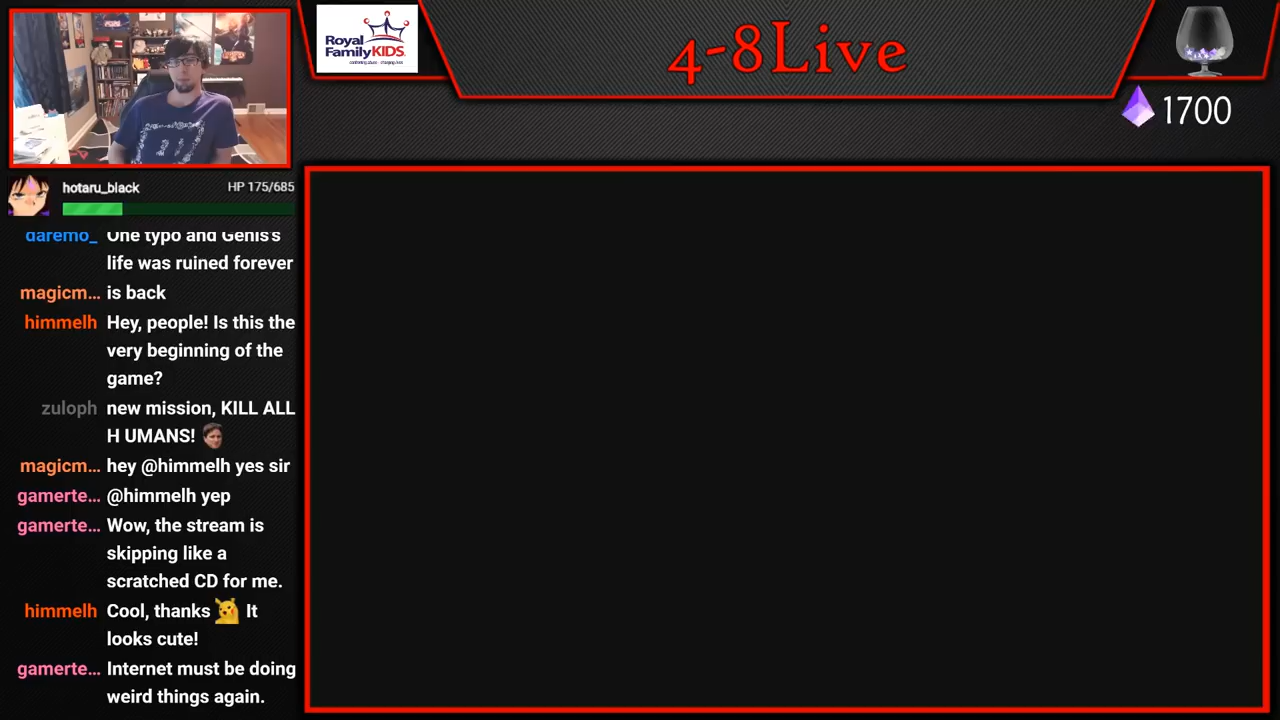 Royal
FamilyKIDS.
4-8Live
1700
hotaru_black
HP 175/685
daremo_ One typo and Genis's
life was ruined forever
magicm... is back
himmelh Hey, people! Is this the
very beginning of the
game?
zuloph new mission, KILL ALL
H UMANS!
magicm... hey @himmelh yes sir
gamerte... @himmelh yep
gamerte... Wow, the stream is
skipping like a
scratched CD for me.
himmelh Cool, thanks It
looks cute!
gamerte... Internet must be doing
weird things again.